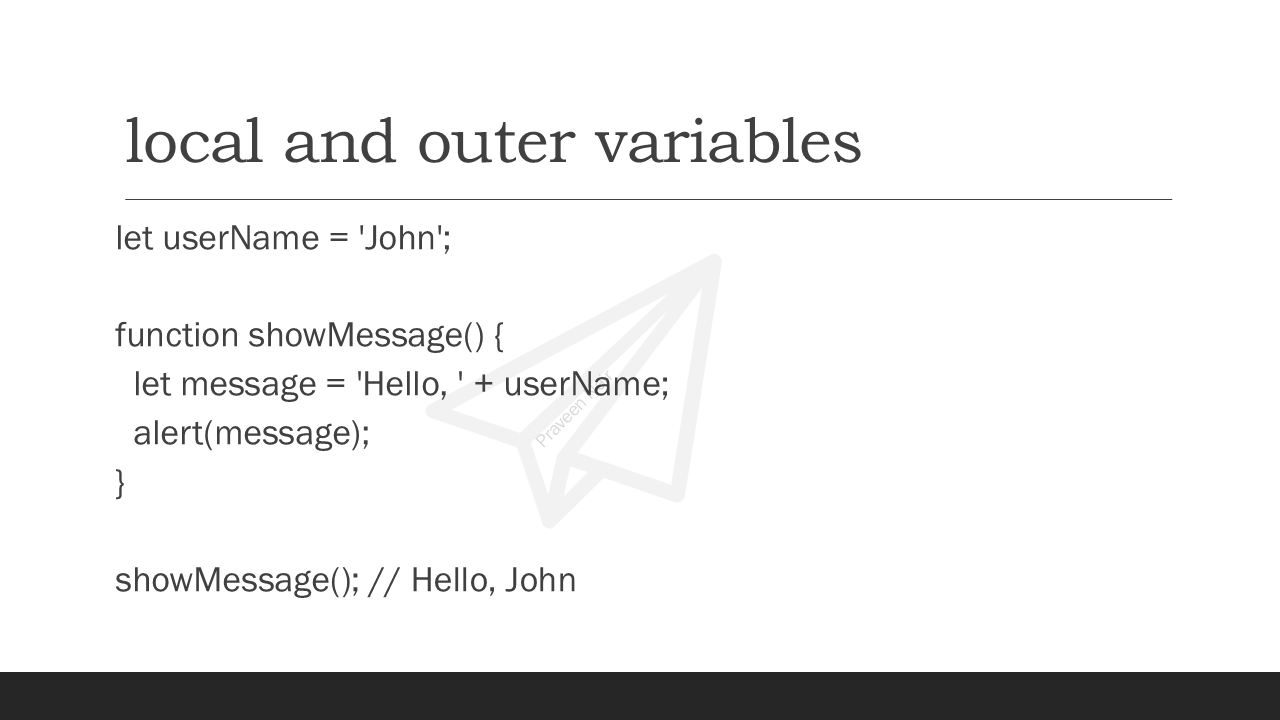 local and outer variables
let userName = 'John';
function showMessage() {
let message = 'Hello, ' + userName;
alert(message);
}
showMessage(); // Hello, John
Praveen